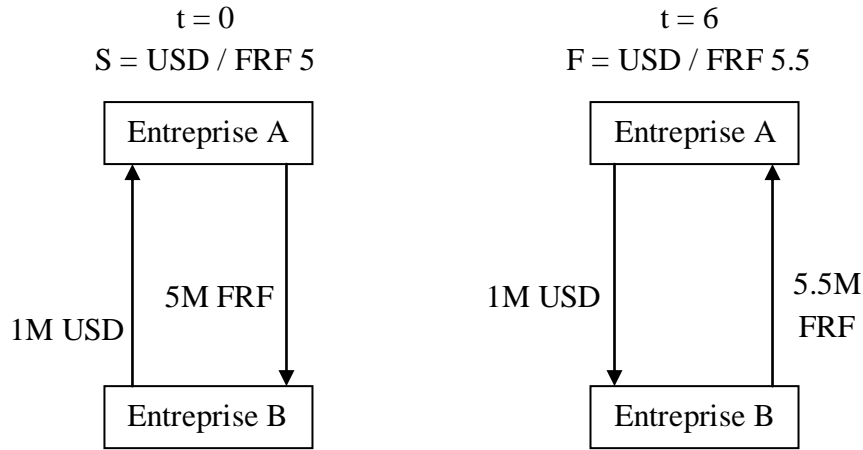 t = 0
S = USD / FRF 5
Entreprise A
1M USD
5M FRF
Entreprise B
t = 6
F = USD / FRF 5.5
Entreprise A
1M USD
5.5M
FRF
Entreprise B